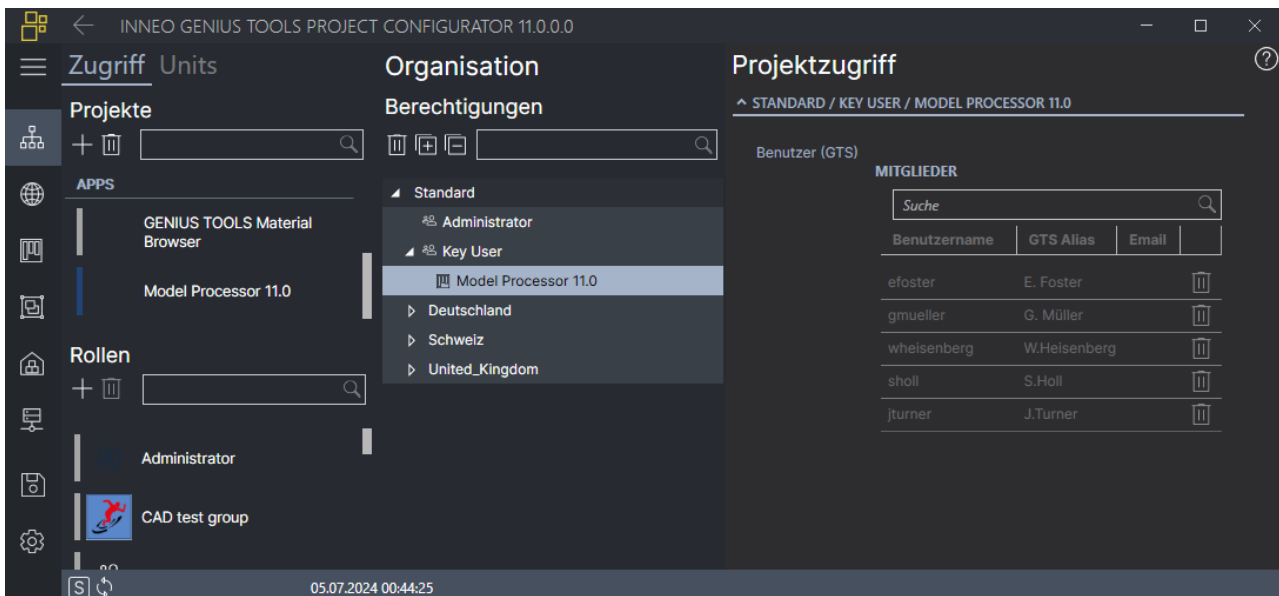 INNEO GENIUS TOOLS PROJECT CONFIGURATOR 11.0.0.0
Zugriff Units
Projekte
APPS
GENIUS TOOLS Material
Browser
Model Processor 11.0
Rollen
Administrator
CAD test group
Organisation
Berechtigungen
Standard
Administrator
Key User
Model Processor 11.0
Deutschland
Schweiz
United_Kingdom
Projektzugriff
STANDARD / KEY USER / MODEL PROCESSOR 11.0
Benutzer (GTS)
MITGLIEDER
Suche
Benutzername GTS Alias Email
efoster E. Foster
gmueller G. Müller
wheisenberg W.Heisenberg
sholl S.Holl
jturner J.Turner
S 05.07.2024 00:44:25